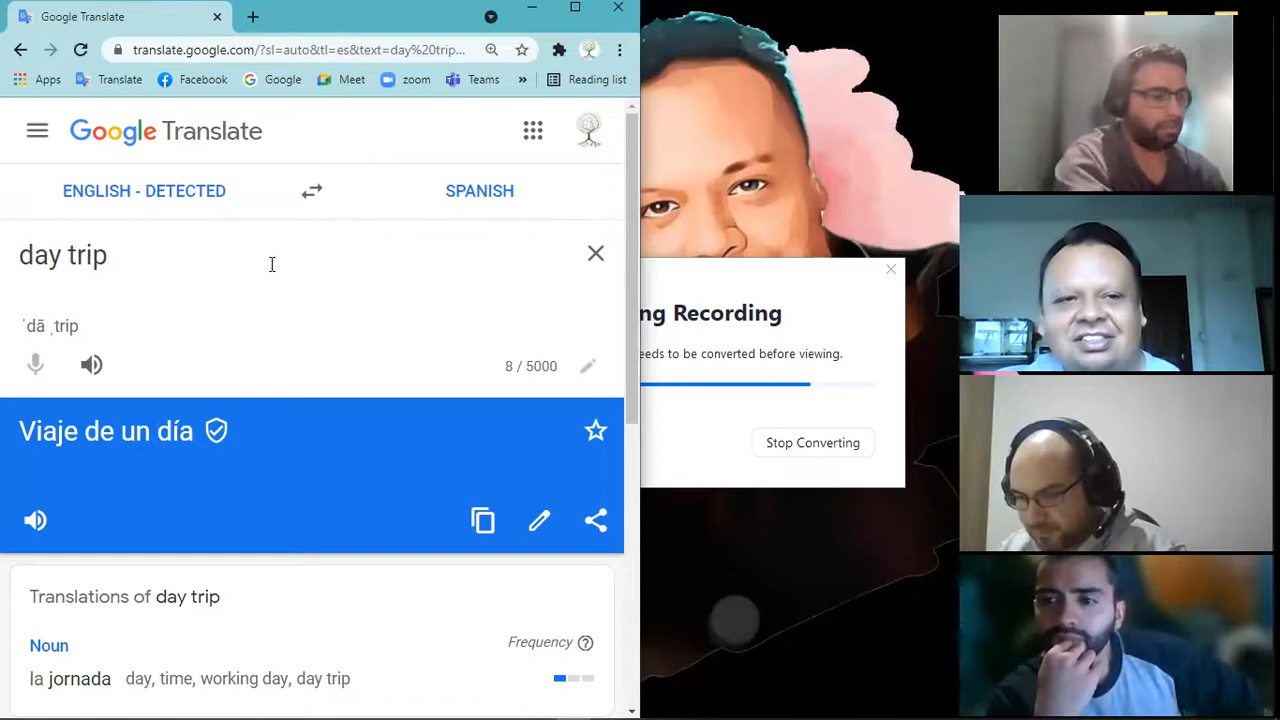 Google Translate
translate.google.com/?sl=auto&tl=es&text=day%20trip...
Apps Translate Facebook Google Meet zoom Teams » Reading list
Google Translate
ENGLISH - DETECTED SPANISH
day trip
ˈdā ˌtrip
8 / 5000
Viaje de un día
Translations of day trip
Noun Frequency
la jornada day, time, working day, day trip
ng Recording
eeds to be converted before viewing.
Stop Converting